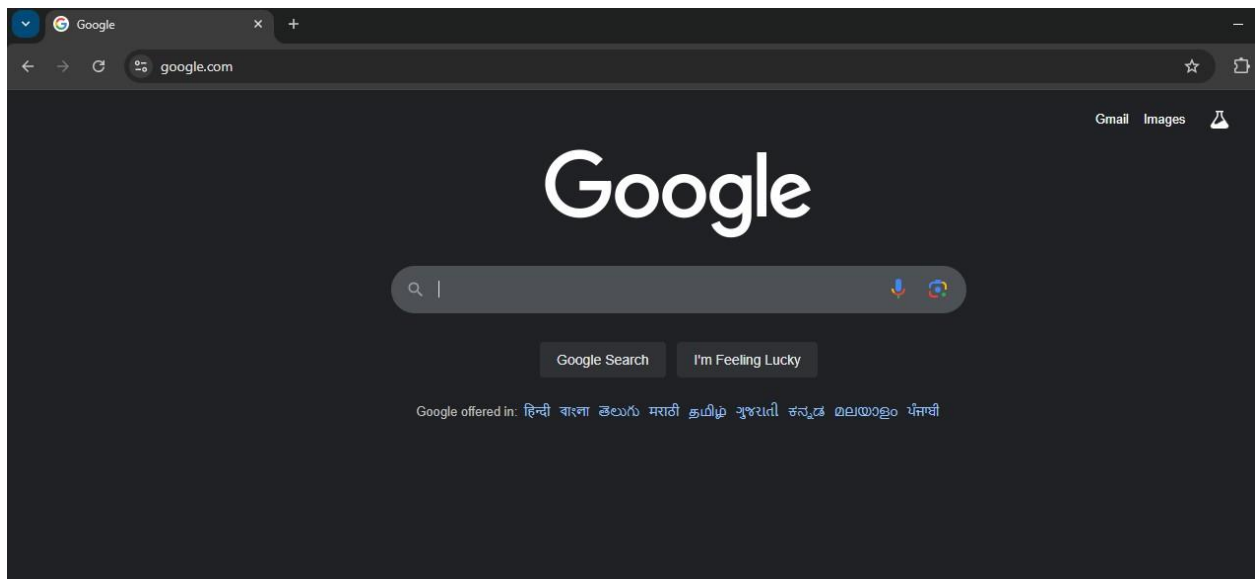 Google
google.com
Gmail Images
Google
Google Search I'm Feeling Lucky
Google offered in: हिन्दी বাংলা తెలుగు मराठी தமிழ் ગુજરાતી ಕನ್ನಡ മലയാളം ਪੰਜਾਬੀ